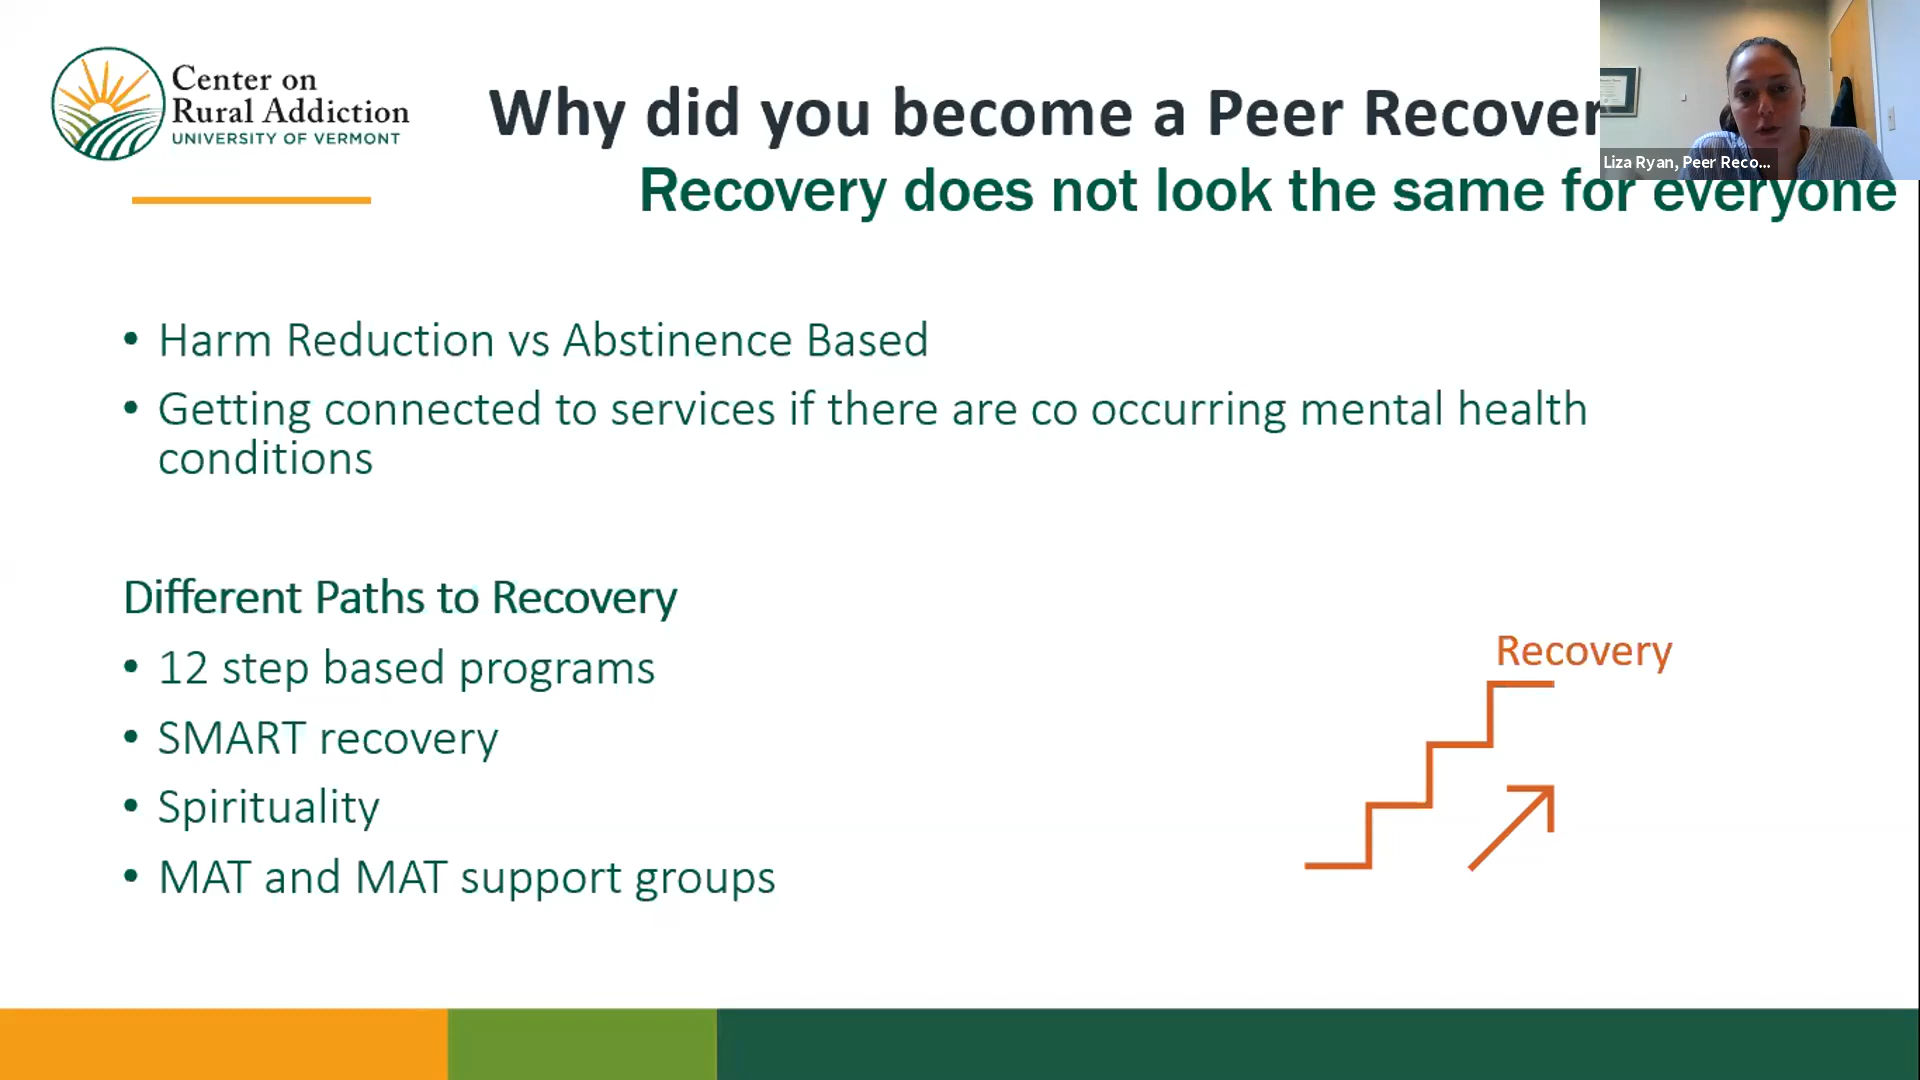 Center on
Rural Addiction
UNIVERSITY OF VERMONT
Why did you become a Peer
Liza Ryan, Peer Reco...
Recovery does not look the same for everyone
• Harm Reduction vs Abstinence Based
• Getting connected to services if there are co occurring mental health
conditions
Different Paths to Recovery
• 12 step based programs
• SMART recovery
• Spirituality
• MAT and MAT support groups
Recovery